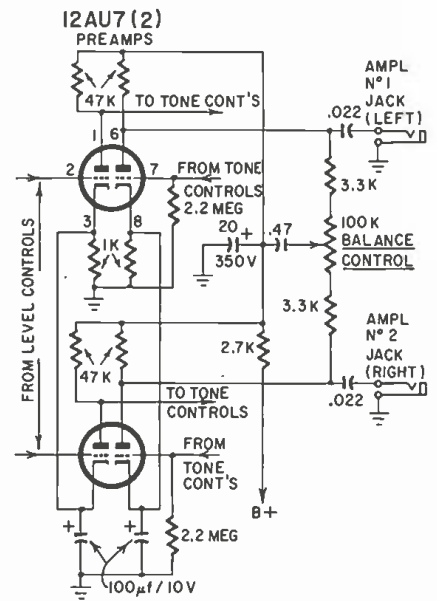 12AU7(2)
PREAMPS
47K
TO TONE CONT'S
1
6
2
7
FROM TONE
CONTROLS
2.2 MEG
3
8
1K
FROM LEVEL CONTROLS
20
+
350V
.47
.022
AMPL
Nº1
JACK
(LEFT)
3.3K
100K
BALANCE
CONTROL
3.3K
2.7K
AMPL
Nº 2
JACK
(RIGHT)
.022
47K
TO TONE
CONTROLS
FROM
TONE
CONT'S
B+
+
+
2.2 MEG
100µf/10V